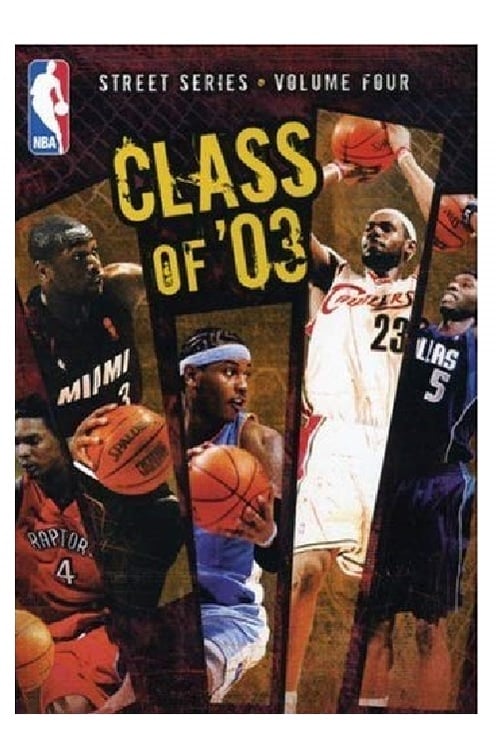 STREET SERIES • VOLUME FOUR
NBA
CLASS
OF '03
CAVALIERS
23
MIAMI
3
LLAS
5
SPALDING
RAPTOR
4